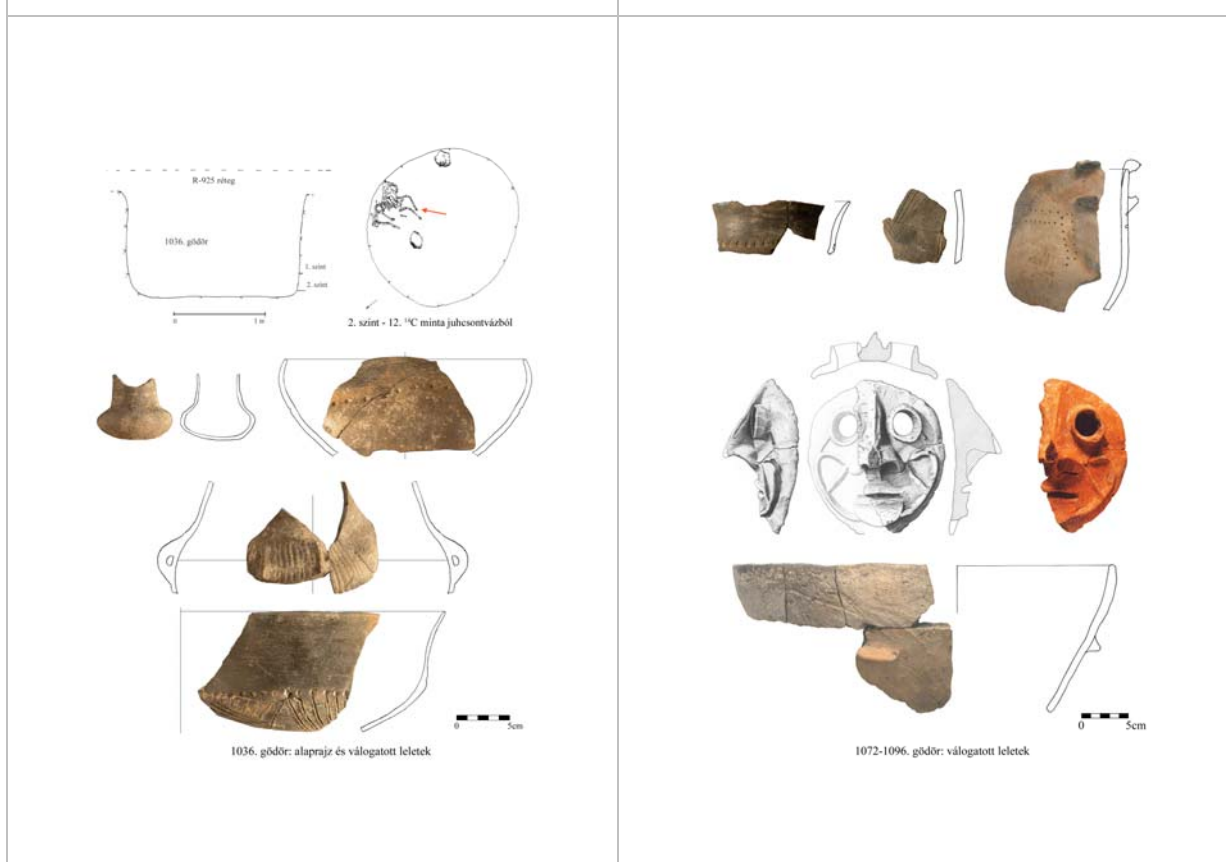 R-925 réteg
1036. gödör
1. szint
2. szint
0 1 m
2. szint - 12. ¹⁴C minta juhcsontvázból
0 5cm
1036. gödör: alaprajz és válogatott leletek
0 5cm
1072-1096. gödör: válogatott leletek